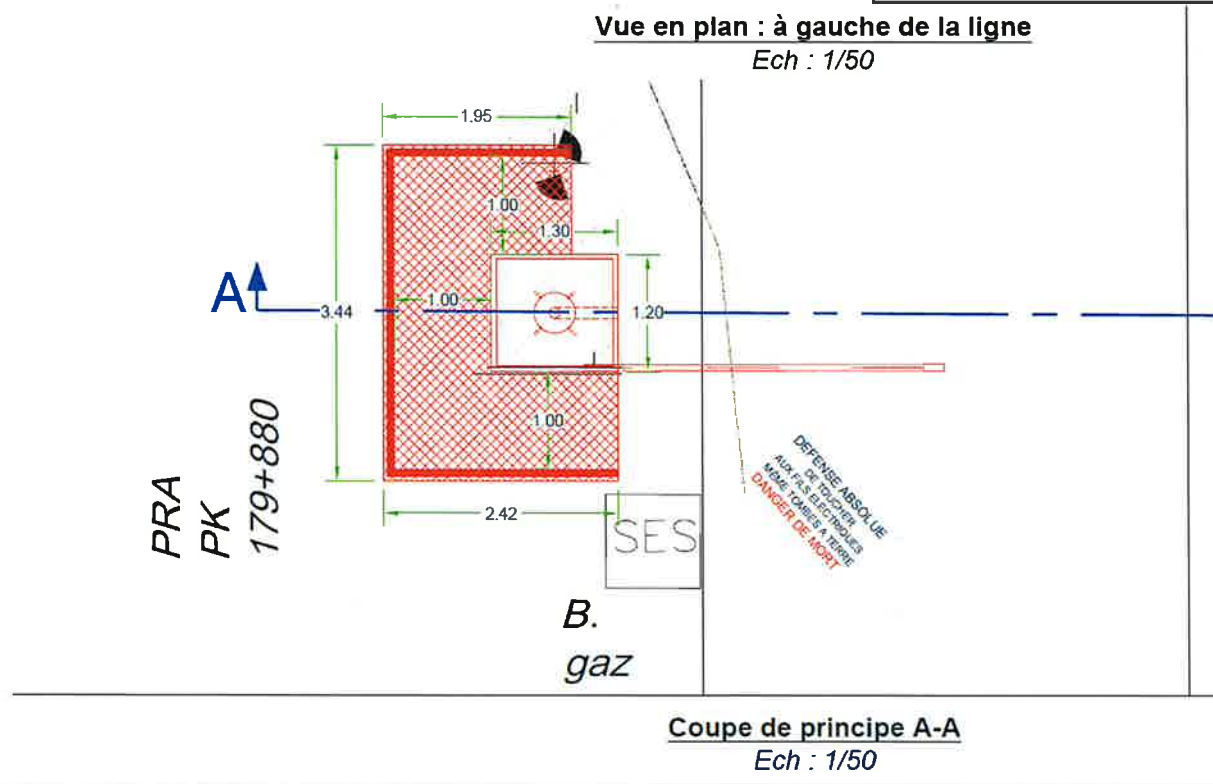 Vue en plan : à gauche de la ligne
Ech : 1/50
1.95
1.00
1.30
A
3.44
1.00
1.20
1.00
2.42
PRA
PK
179+880
SES
B.
gaz
DEFENSE ABSOLUE
DE TOUCHER
AUX FILS ELECTRIQUES
MÊME TOMBES A TERRE
DANGER DE MORT
Coupe de principe A-A
Ech : 1/50